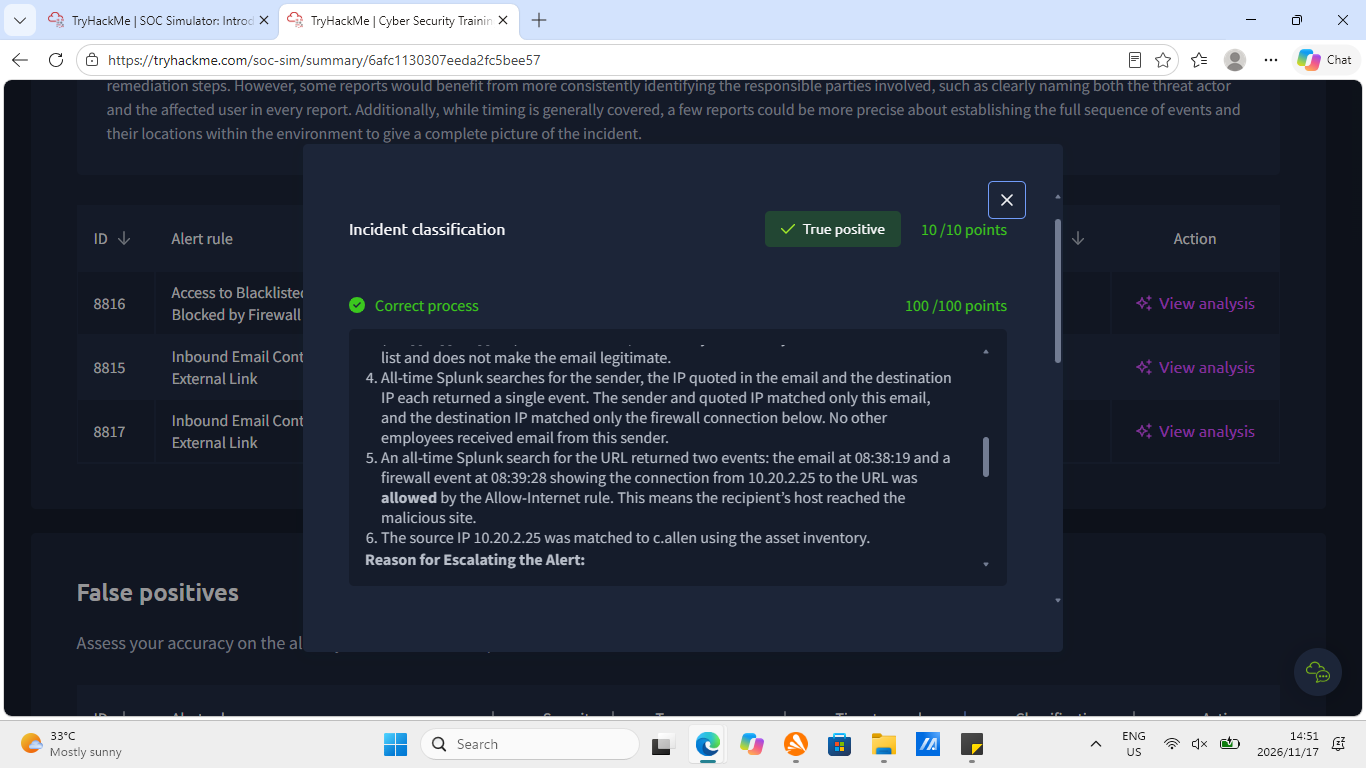 TryHackMe | SOC Simulator: Introd
TryHackMe | Cyber Security Trainin
https://tryhackme.com/soc-sim/summary/6afc1130307eeda2fc5bee57
Chat
remediation steps. However, some reports would benefit from more consistently identifying the responsible parties involved, such as clearly naming both the threat actor
and the affected user in every report. Additionally, while timing is generally covered, a few reports could be more precise about establishing the full sequence of events and
their locations within the environment to give a complete picture of the incident.
Incident classification
True positive
10 /10 points
ID
Alert rule
Action
Correct process
100 /100 points
8816
Access to Blacklisted
Blocked by Firewall
View analysis
8815
Inbound Email Cont
External Link
View analysis
8817
Inbound Email Cont
External Link
View analysis
list and does not make the email legitimate.
4. All-time Splunk searches for the sender, the IP quoted in the email and the destination
IP each returned a single event. The sender and quoted IP matched only this email,
and the destination IP matched only the firewall connection below. No other
employees received email from this sender.
5. An all-time Splunk search for the URL returned two events: the email at 08:38:19 and a
firewall event at 08:39:28 showing the connection from 10.20.2.25 to the URL was
allowed by the Allow-Internet rule. This means the recipient’s host reached the
malicious site.
6. The source IP 10.20.2.25 was matched to c.allen using the asset inventory.
Reason for Escalating the Alert:
False positives
Assess your accuracy on the al
33°C
Mostly sunny
Search
ENG
US
14:51
2026/11/17